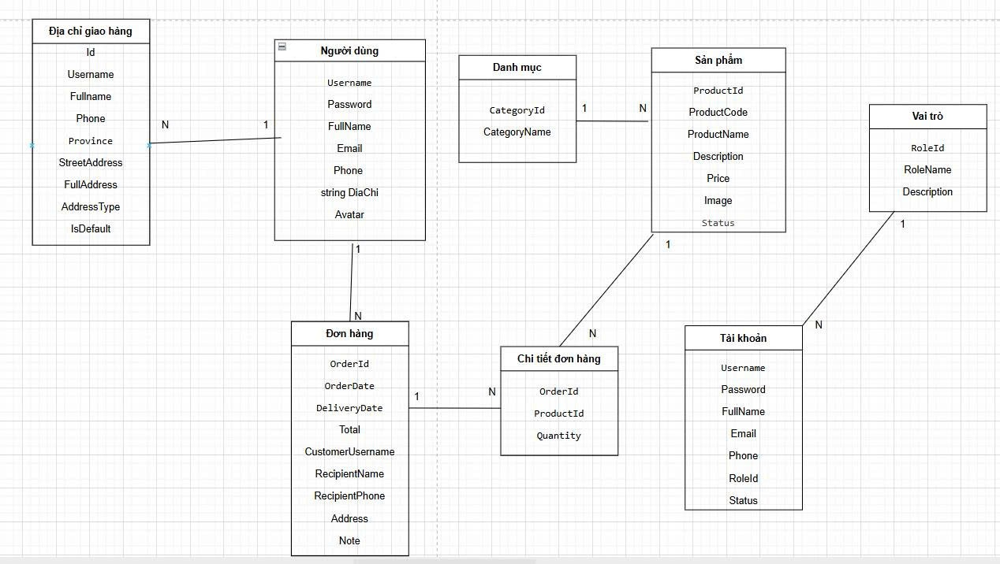 Địa chỉ giao hàng
Id
Username
Fullname
Phone
Province
StreetAddress
FullAddress
AddressType
IsDefault
N
1
Người dùng
Username
Password
FullName
Email
Phone
string DiaChi
Avatar
1
N
Danh mục
CategoryId
CategoryName
1
N
Sản phẩm
ProductId
ProductCode
ProductName
Description
Price
Image
Status
1
N
Vai trò
RoleId
RoleName
Description
1
N
Đơn hàng
OrderId
OrderDate
DeliveryDate
Total
CustomerUsername
RecipientName
RecipientPhone
Address
Note
1
N
Chi tiết đơn hàng
OrderId
ProductId
Quantity
Tài khoản
Username
Password
FullName
Email
Phone
RoleId
Status